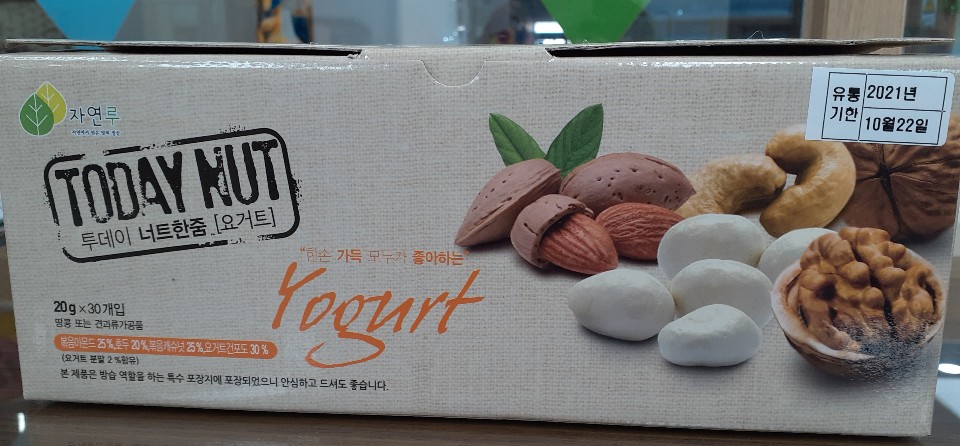 자연루
TODAY NUT
투데이 너트한줌 [요거트]
"한손 가득 모두가 좋아하는"
Yogurt
20g×30개입
땅콩 또는 견과류가공품
볶음아몬드 25%, 호두 20%, 볶음캐슈넛 25%, 요거트건포도 30%
(요거트 분말 2%함유)
본 제품은 방습 역할을 하는 특수 포장지에 포장되었으니 안심하고 드셔도 좋습니다.
유통기한
2021년
10월22일